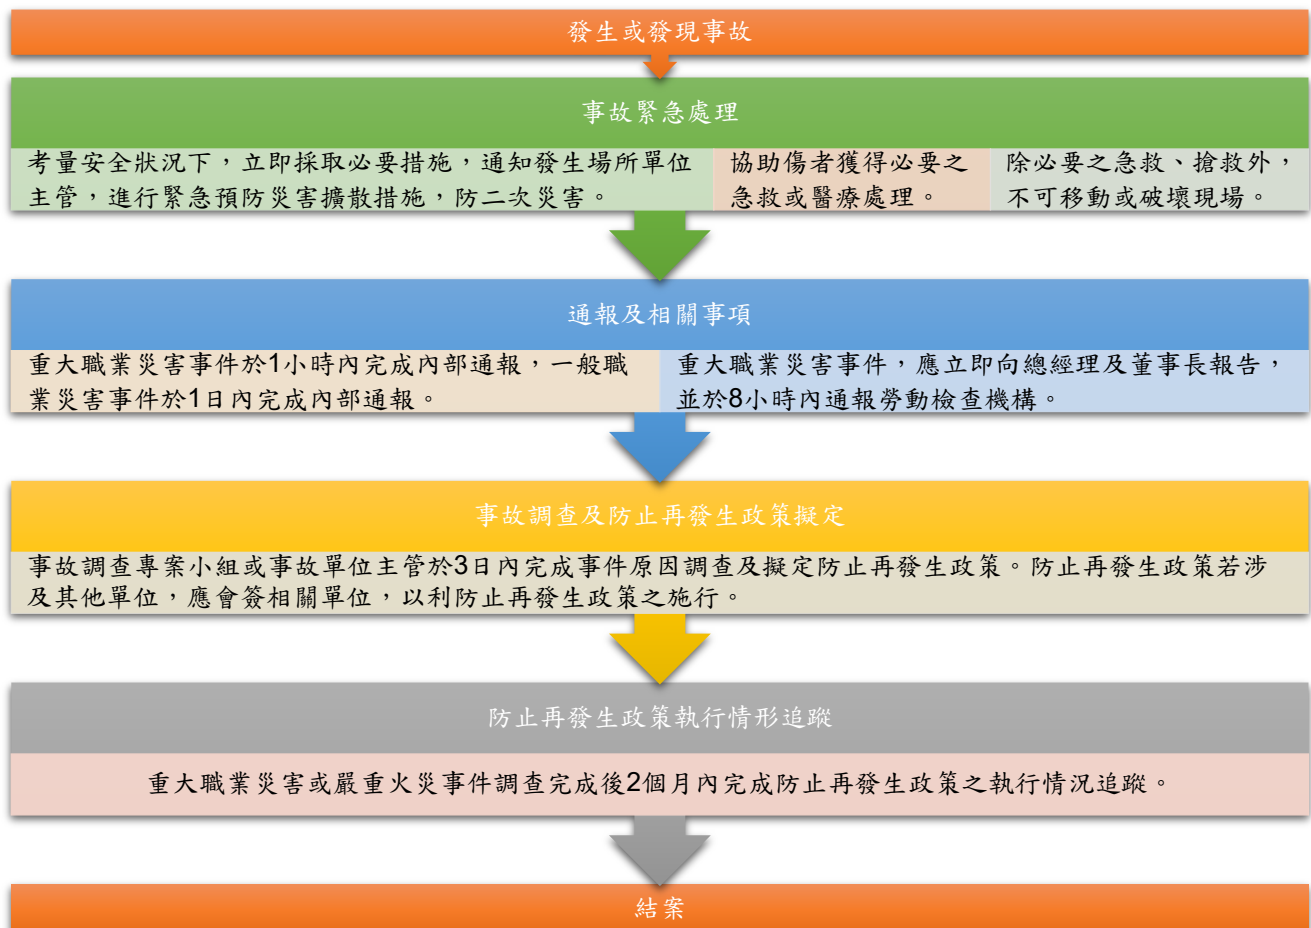 發生或發現事故
事故緊急處理
考量安全狀況下，立即採取必要措施，通知發生場所單位
主管，進行緊急預防災害擴散措施，防二次災害。
協助傷者獲得必要之
急救或醫療處理。
除必要之急救、搶救外，
不可移動或破壞現場。
通報及相關事項
重大職業災害事件於1小時內完成內部通報，一般職
業災害事件於1日內完成內部通報。
重大職業災害事件，應立即向總經理及董事長報告，
並於8小時內通報勞動檢查機構。
事故調查及防止再發生政策擬定
事故調查專案小組或事故單位主管於3日內完成事件原因調查及擬定防止再發生政策。防止再發生政策若涉
及其他單位，應會簽相關單位，以利防止再發生政策之施行。
防止再發生政策執行情形追蹤
重大職業災害或嚴重火災事件調查完成後2個月內完成防止再發生政策之執行情況追蹤。
結案